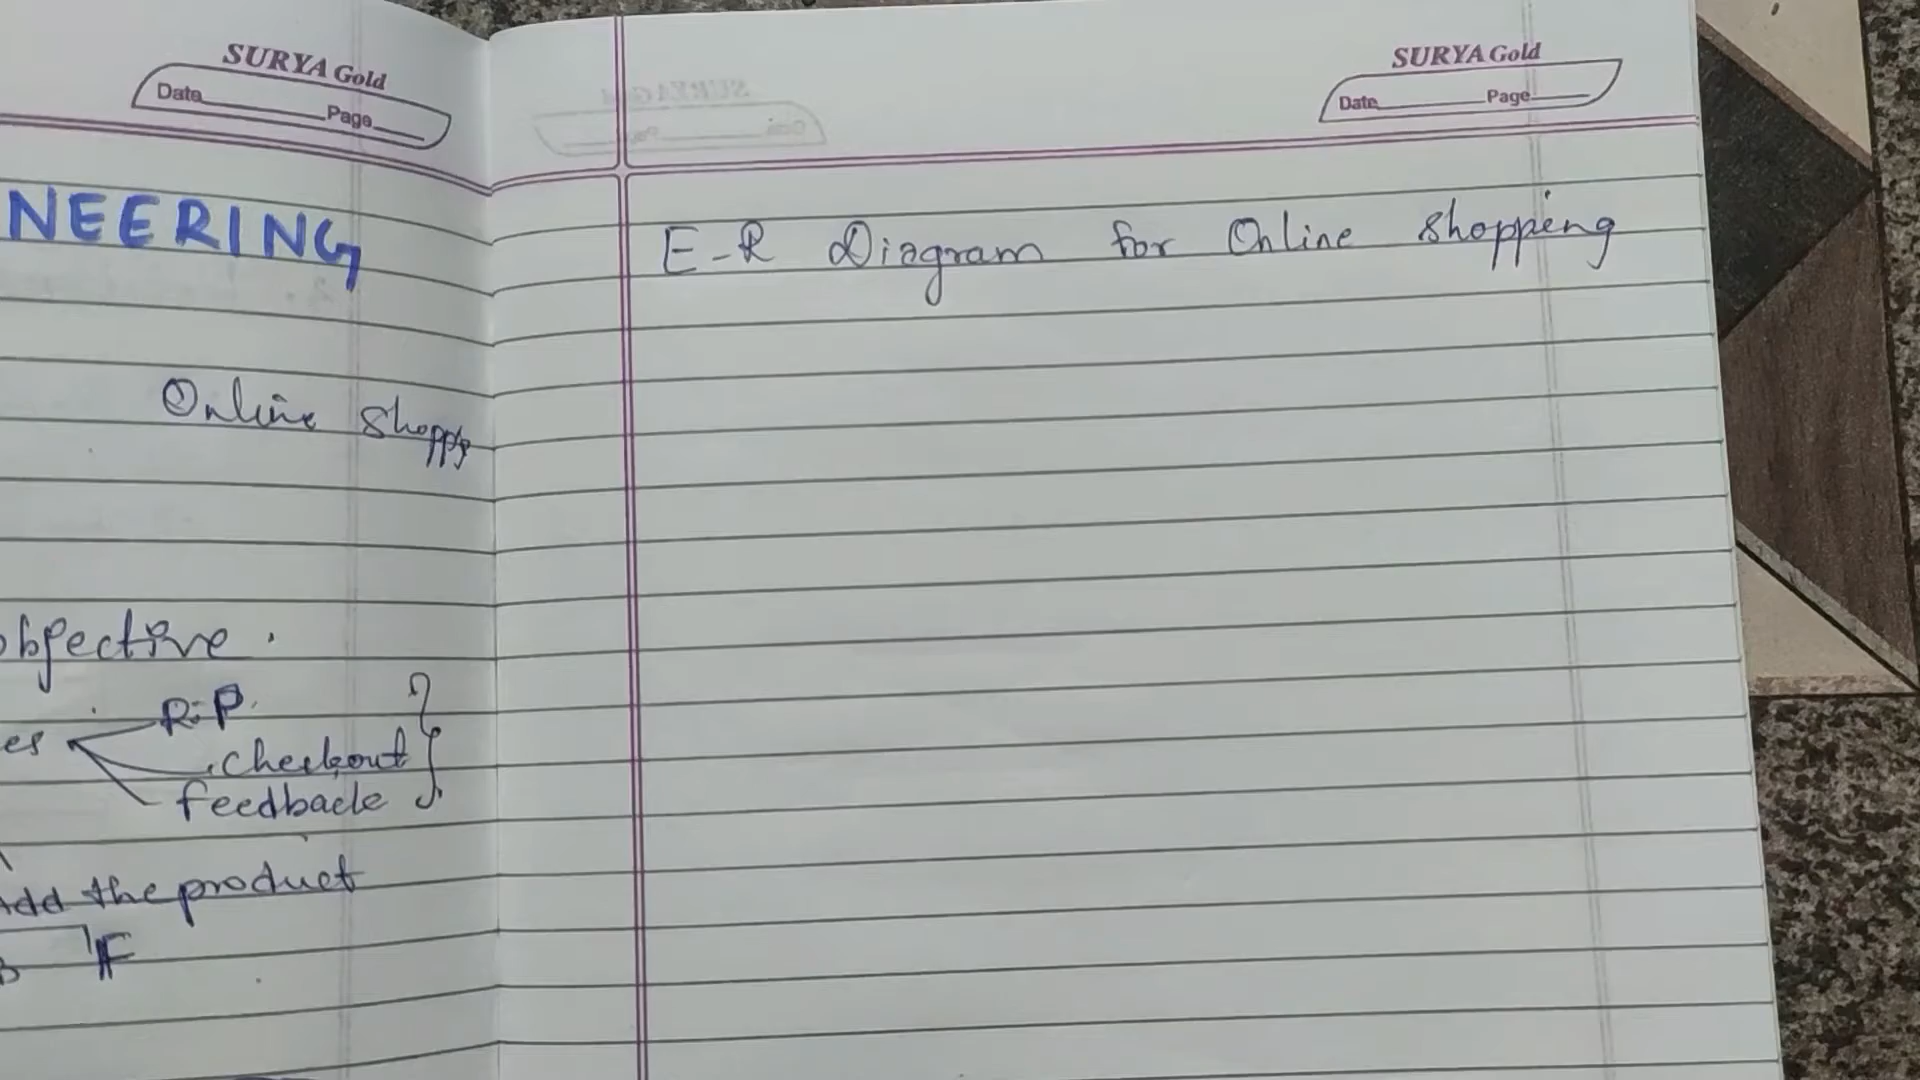 SURYA Gold
Date Page
NEERING
Online Shopp
objective.
es R:P.
checkout
feedback
Add the product
F
SURYA Gold
Date Page
E-R Diagram for Online Shopping